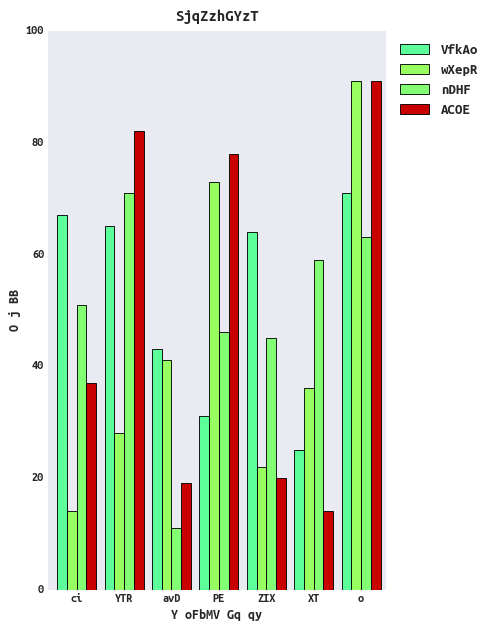 SjqZzhGYzT
100
80
60
40
20
0
O j BB
ci YTR avD PE ZIX XT o
Y oFbMV Gq qy
VfkAo
wXepR
nDHF
ACOE